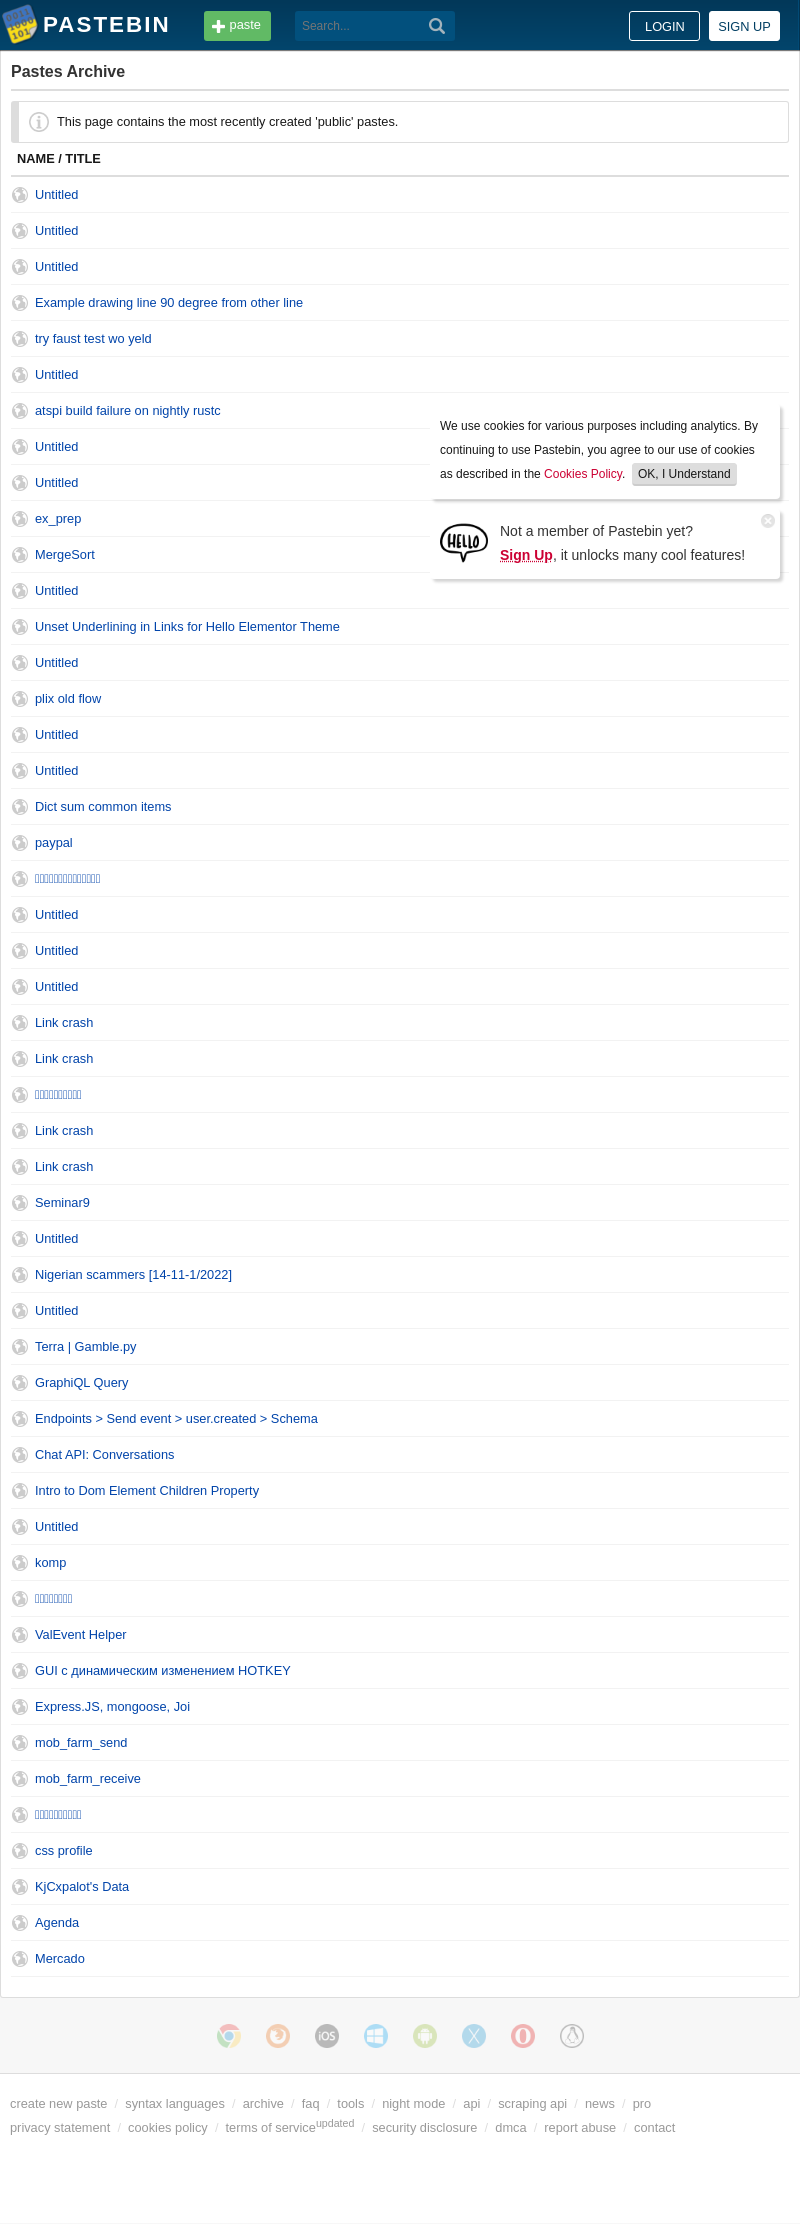 PASTEBIN
paste
Search...
LOGIN
SIGN UP
Pastes Archive
This page contains the most recently created 'public' pastes.
NAME / TITLE
Untitled
Untitled
Untitled
Example drawing line 90 degree from other line
try faust test wo yeld
Untitled
atspi build failure on nightly rustc
Untitled
Untitled
ex_prep
MergeSort
Untitled
We use cookies for various purposes including analytics. By
continuing to use Pastebin, you agree to our use of cookies
as described in the Cookies Policy. OK, I Understand
HELLO
Not a member of Pastebin yet?
Sign Up, it unlocks many cool features!
Unset Underlining in Links for Hello Elementor Theme
Untitled
plix old flow
Untitled
Untitled
Dict sum common items
paypal
Untitled
Untitled
Untitled
Link crash
Link crash
Link crash
Link crash
Seminar9
Untitled
Nigerian scammers [14-11-1/2022]
Untitled
Terra | Gamble.py
GraphiQL Query
Endpoints > Send event > user.created > Schema
Chat API: Conversations
Intro to Dom Element Children Property
Untitled
komp
ValEvent Helper
GUI с динамическим изменением HOTKEY
Express.JS, mongoose, Joi
mob_farm_send
mob_farm_receive
css profile
KjCxpalot's Data
Agenda
Mercado
iOS
create new paste / syntax languages / archive / faq / tools / night mode / api / scraping api / news / pro
privacy statement / cookies policy / terms of service updated / security disclosure / dmca / report abuse / contact